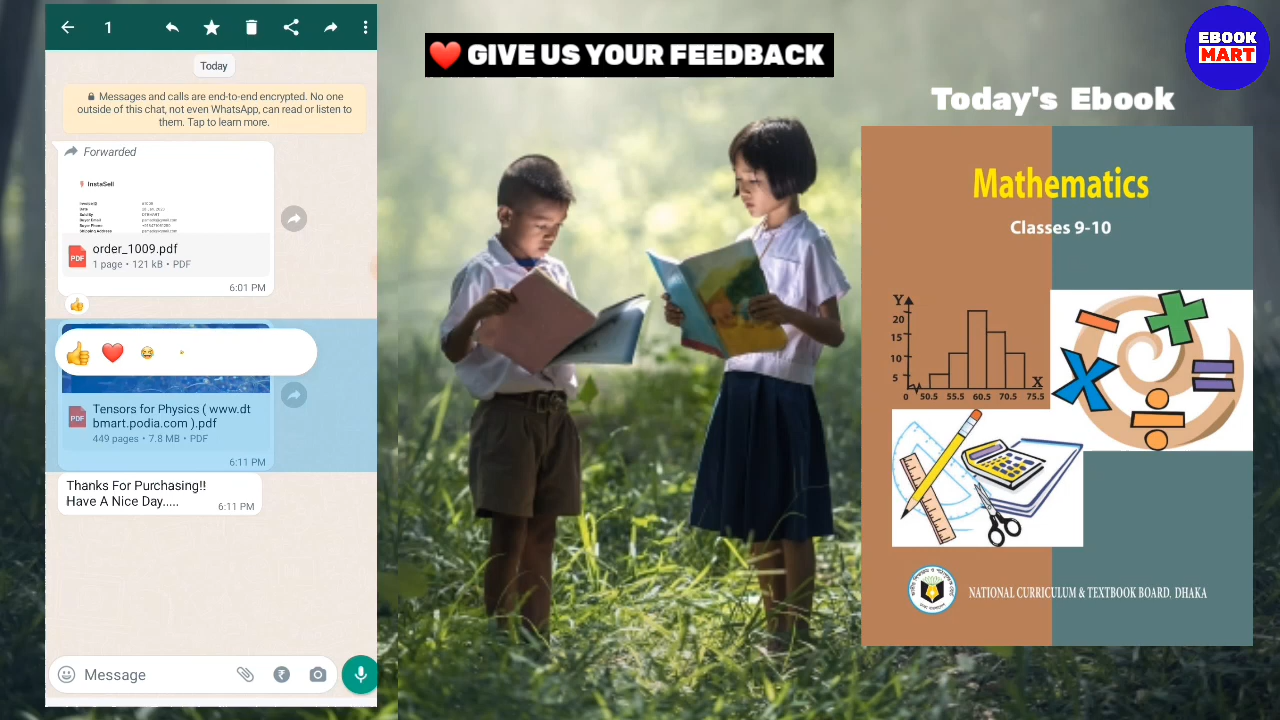 1
Today
Messages and calls are end-to-end encrypted. No one
outside of this chat, not even WhatsApp, can read or listen to
them. Tap to learn more.
Forwarded
InstaSell
order_1009.pdf
1 page • 121 kB • PDF
6:01 PM
Tensors for Physics ( www.dt
bmart.podia.com ).pdf
449 pages • 7.8 MB • PDF
6:11 PM
Thanks For Purchasing!!
Have A Nice Day.....
6:11 PM
Message
GIVE US YOUR FEEDBACK
EBOOK
MART
Today's Ebook
Mathematics
Classes 9-10
Y
20
15
10
5
0
50.5 55.5 60.5 70.5 75.5
X
NATIONAL CURRICULUM & TEXTBOOK BOARD, DHAKA